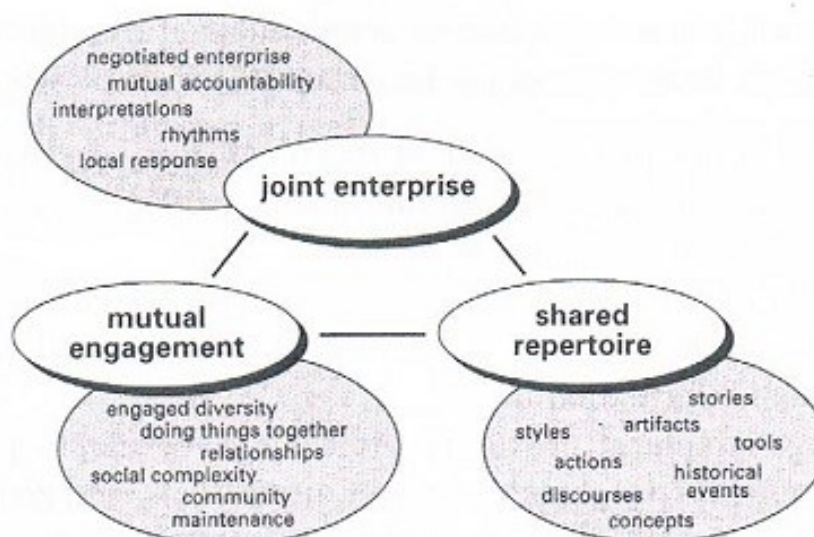 negotiated enterprise
mutual accountability
interpretations
rhythms
local response
joint enterprise
mutual
engagement
engaged diversity
doing things together
relationships
social complexity
community
maintenance
shared
repertoire
stories
styles
artifacts
tools
actions
historical
events
discourses
concepts